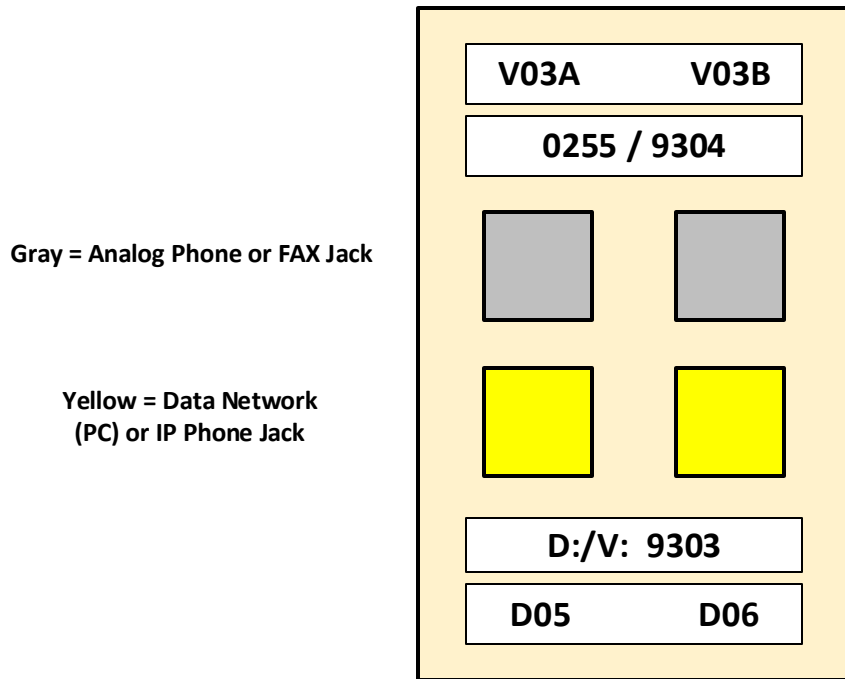 V03A V03B
0255 / 9304
Gray = Analog Phone or FAX Jack
Yellow = Data Network
(PC) or IP Phone Jack
D:/V: 9303
D05 D06